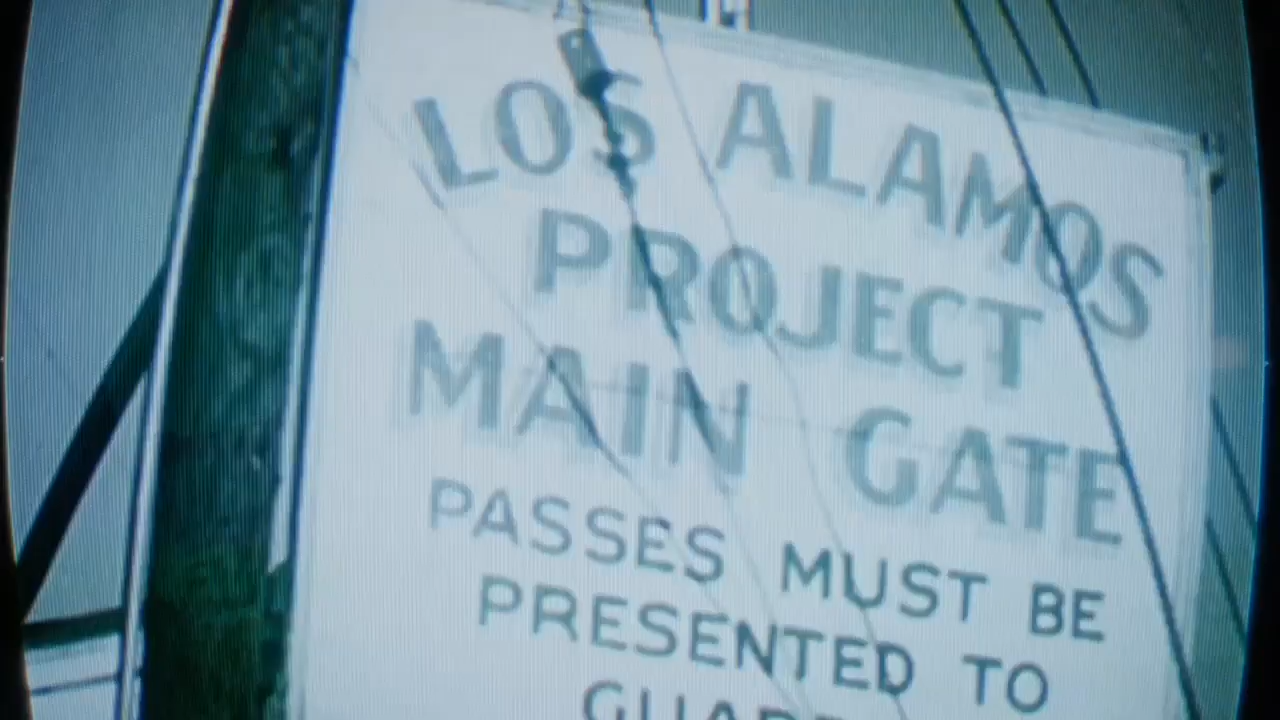 LOS ALAMOS
PROJECT
MAIN GATE
PASSES MUST BE
PRESENTED TO